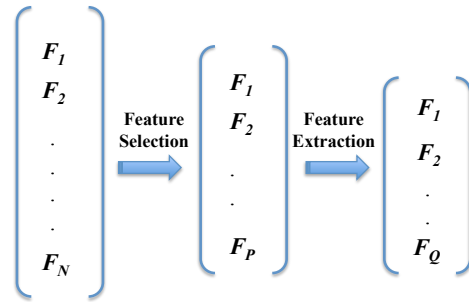 F1
F2
.
.
.
.
FN
Feature
Selection
F1
F2
.
.
FP
Feature
Extraction
F1
F2
.
.
FQ